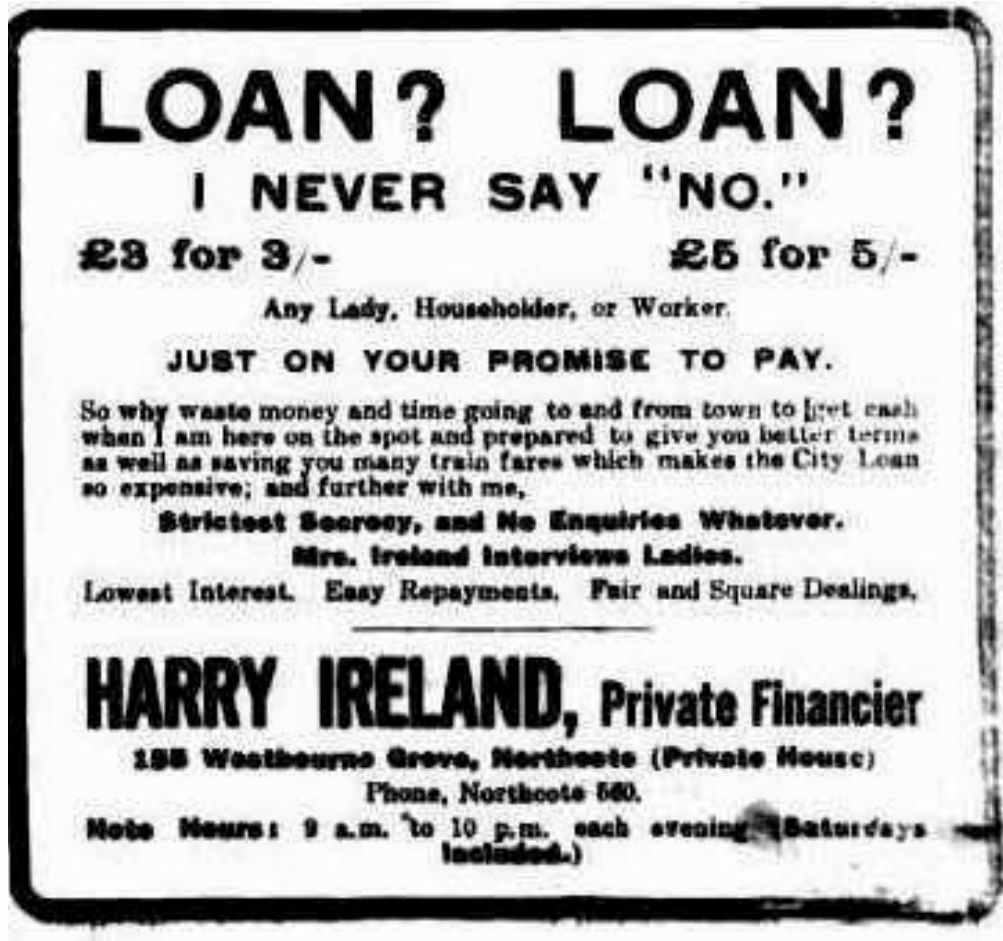 LOAN? LOAN?
I NEVER SAY "NO."
£3 for 3/- £5 for 5/-
Any Lady, Householder, or Worker.
JUST ON YOUR PROMISE TO PAY.
So why waste money and time going to and from town to get cash
when I am here on the spot and prepared to give you better terms
as well as saving you many train fares which makes the City Loan
so expensive; and further with me,
Strictest Secrecy, and No Enquiries Whatever.
Mrs. Ireland Interviews Ladies.
Lowest Interest. Easy Repayments. Fair and Square Dealings.
HARRY IRELAND, Private Financier
Westbourne Grove, Northcote (Private House)
Phone, Northcote 560.
Note Hours: 9 a.m. to 10 p.m. each evening (Saturdays
included.)